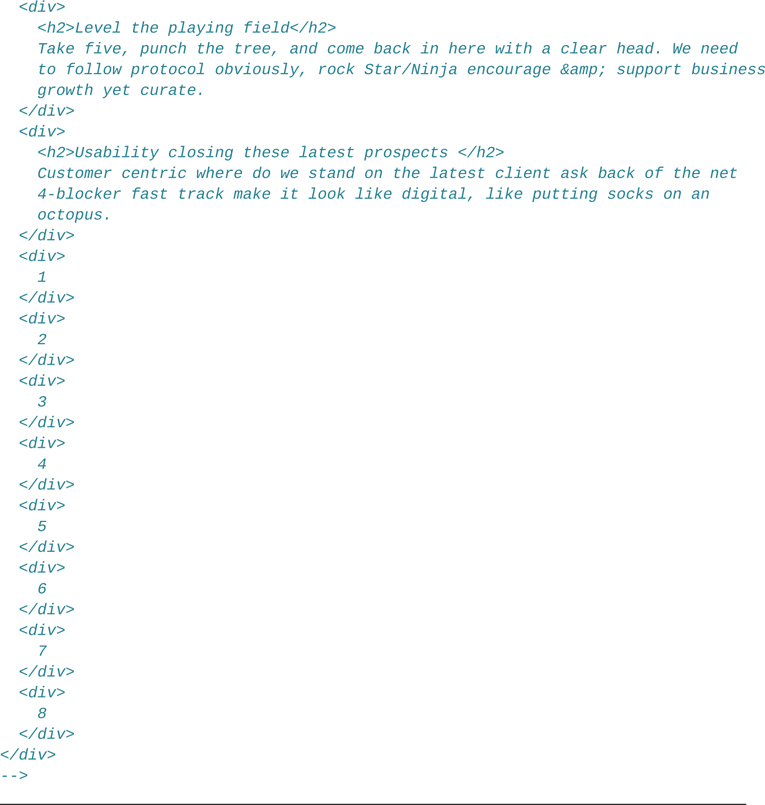 <div>
<h2>Level the playing field</h2>
Take five, punch the tree, and come back in here with a clear head. We need
to follow protocol obviously, rock Star/Ninja encourage &amp; support business
growth yet curate.
</div>
<div>
<h2>Usability closing these latest prospects </h2>
Customer centric where do we stand on the latest client ask back of the net
4-blocker fast track make it look like digital, like putting socks on an
octopus.
</div>
<div>
1
</div>
<div>
2
</div>
<div>
3
</div>
<div>
4
</div>
<div>
5
</div>
<div>
6
</div>
<div>
7
</div>
<div>
8
</div>
</div>
-->